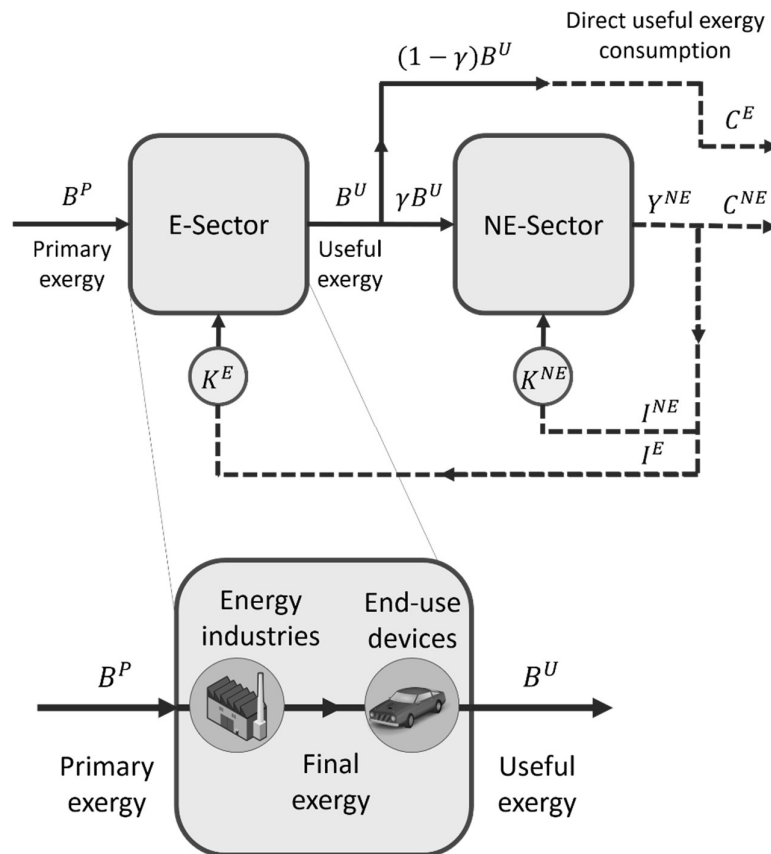 Direct useful exergy
consumption
(1 − γ)B^U
C^E
B^P
E-Sector
B^U
γB^U
NE-Sector
Y^NE
C^NE
Primary
exergy
Useful
exergy
K^E
K^NE
I^NE
I^E
Energy
industries
End-use
devices
B^P
B^U
Primary
exergy
Final
exergy
Useful
exergy